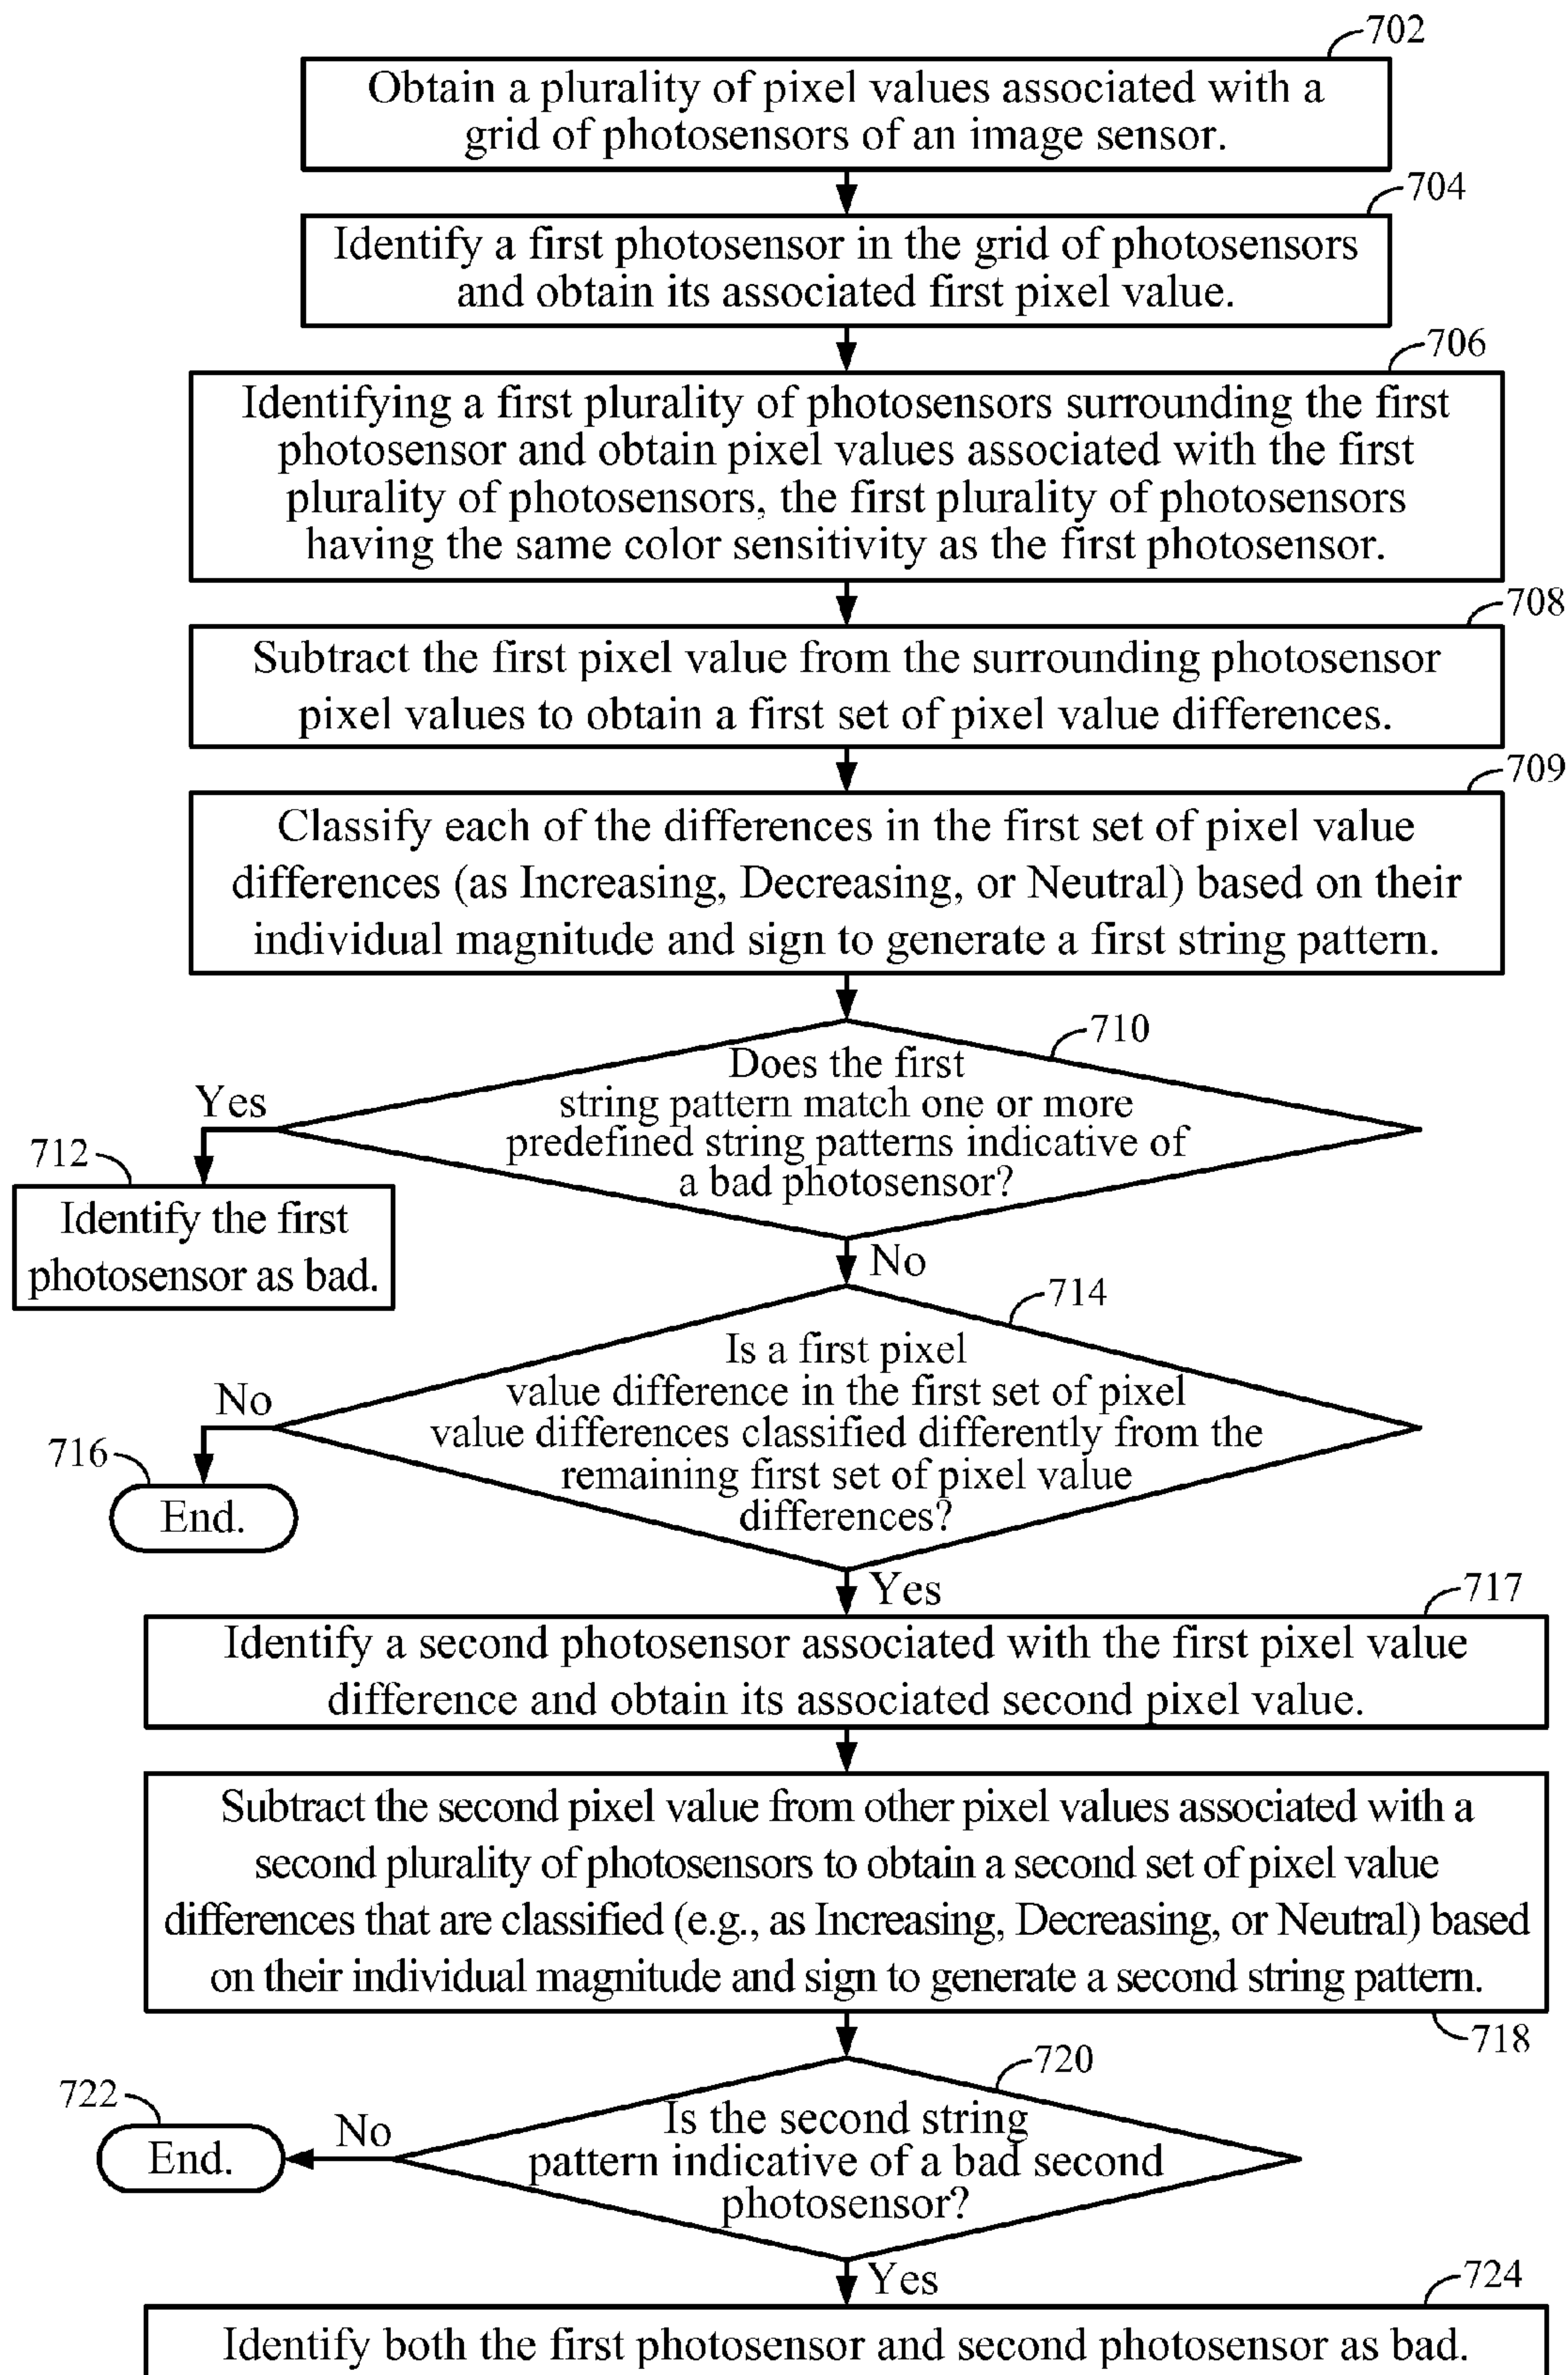 702
Obtain a plurality of pixel values associated with a
grid of photosensors of an image sensor.
704
Identify a first photosensor in the grid of photosensors
and obtain its associated first pixel value.
706
Identifying a first plurality of photosensors surrounding the first
photosensor and obtain pixel values associated with the first
plurality of photosensors, the first plurality of photosensors
having the same color sensitivity as the first photosensor.
708
Subtract the first pixel value from the surrounding photosensor
pixel values to obtain a first set of pixel value differences.
709
Classify each of the differences in the first set of pixel value
differences (as Increasing, Decreasing, or Neutral) based on their
individual magnitude and sign to generate a first string pattern.
710
Does the first
string pattern match one or more
predefined string patterns indicative of
a bad photosensor?
Yes
712
Identify the first
photosensor as bad.
No
714
Is a first pixel
value difference in the first set of pixel
value differences classified differently from the
remaining first set of pixel value
differences?
No
716
End.
Yes
717
Identify a second photosensor associated with the first pixel value
difference and obtain its associated second pixel value.
Subtract the second pixel value from other pixel values associated with a
second plurality of photosensors to obtain a second set of pixel value
differences that are classified (e.g., as Increasing, Decreasing, or Neutral) based
on their individual magnitude and sign to generate a second string pattern.
718
720
Is the second string
pattern indicative of a bad second
photosensor?
722
No
End.
Yes
724
Identify both the first photosensor and second photosensor as bad.